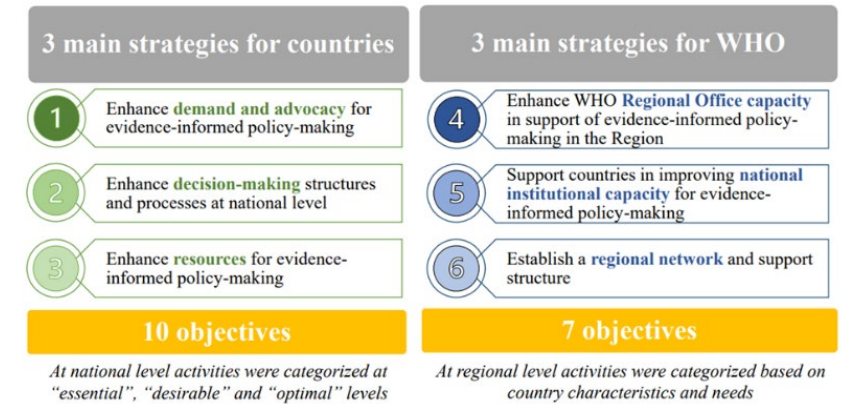 3 main strategies for countries
1
Enhance demand and advocacy for
evidence-informed policy-making
2
Enhance decision-making structures
and processes at national level
3
Enhance resources for evidence-
informed policy-making
10 objectives
At national level activities were categorized at
“essential”, “desirable” and “optimal” levels
3 main strategies for WHO
4
Enhance WHO Regional Office capacity
in support of evidence-informed policy-
making in the Region
5
Support countries in improving national
institutional capacity for evidence-
informed policy-making
6
Establish a regional network and support
structure
7 objectives
At regional level activities were categorized based on
country characteristics and needs